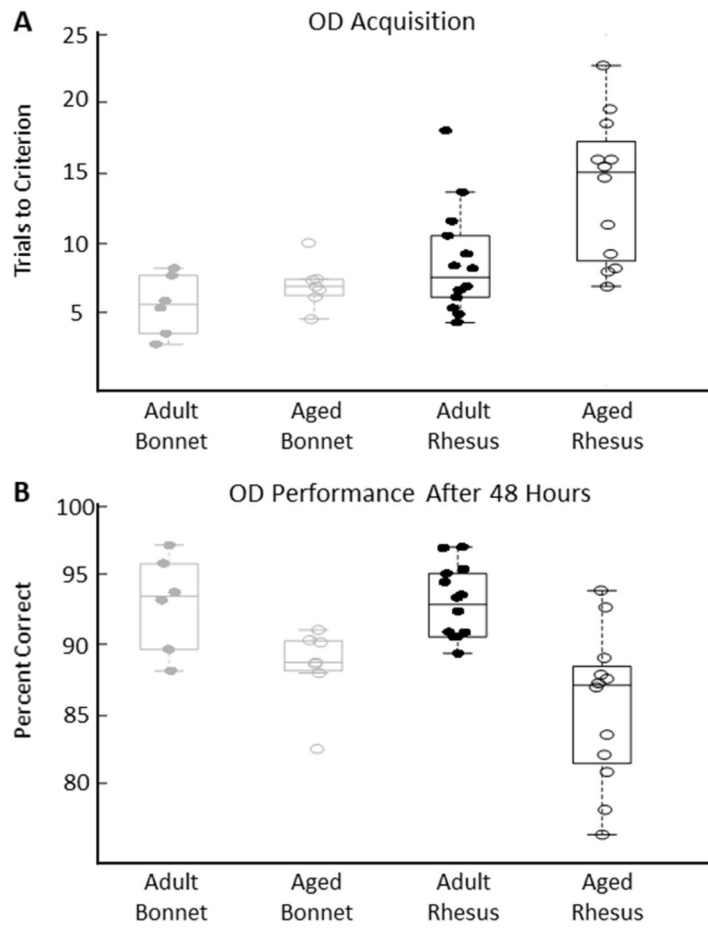 A
OD Acquisition
25
20
15
10
5
Trials to Criterion
Adult Bonnet
Aged Bonnet
Adult Rhesus
Aged Rhesus
B
OD Performance After 48 Hours
100
95
90
85
80
Percent Correct
Adult Bonnet
Aged Bonnet
Adult Rhesus
Aged Rhesus